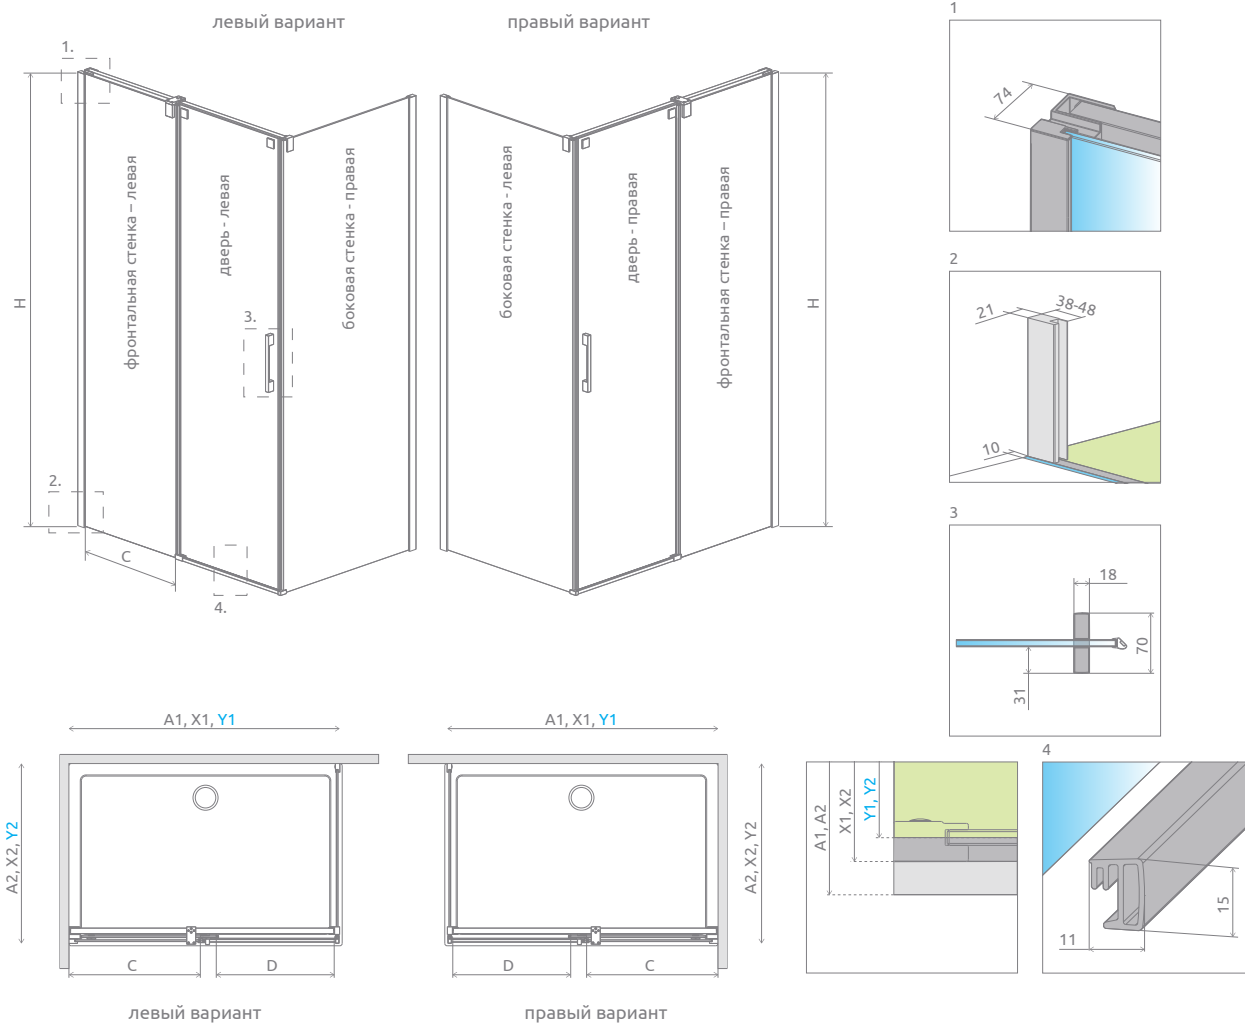 левый вариант
правый вариант
1.
H
фронтальная стенка – левая
дверь - левая
боковая стенка - правая
3.
2.
C
4.
боковая стенка - левая
дверь - правая
фронтальная стенка – правая
H
1
74
2
21
38-48
10
3
18
70
31
A1, X1, Y1
A2, X2, Y2
C
D
левый вариант
A1, X1, Y1
A2, X2, Y2
D
C
правый вариант
A1, A2
X1, X2
Y1, Y2
4
15
11